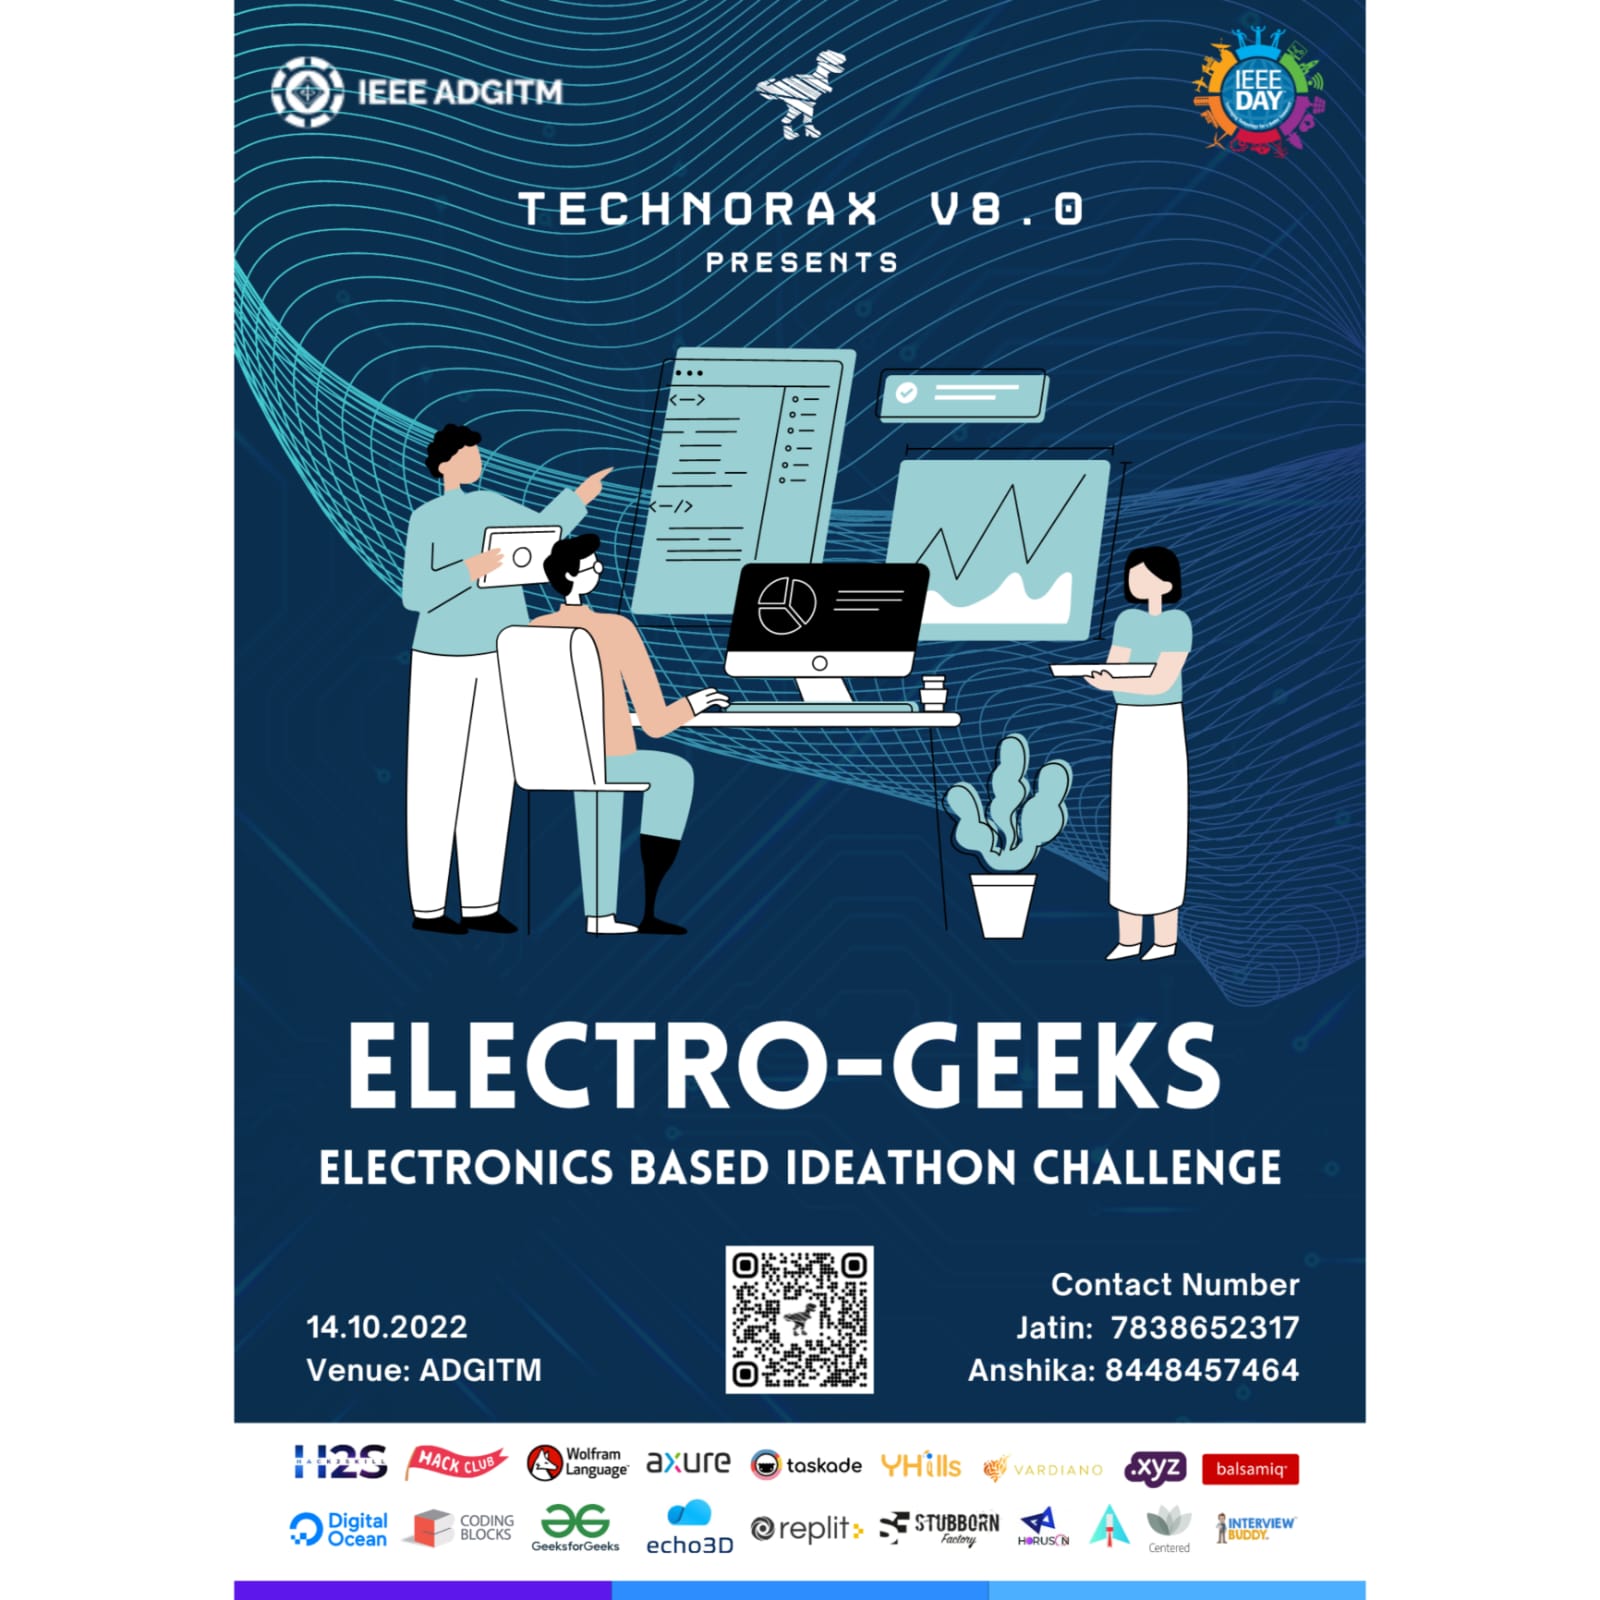 IEEE ADGITM
IEEE
DAY
TECHNORAX V8.0
PRESENTS
ELECTRO-GEEKS
ELECTRONICS BASED IDEATHON CHALLENGE
14.10.2022
Venue: ADGITM
Contact Number
Jatin: 7838652317
Anshika: 8448457464
H2S
HACK2SKILL
HACK CLUB
Wolfram
Language
axure
taskade
YHills
VARDIANO
.xyz
balsamiq
Digital
Ocean
CODING
BLOCKS
GeeksforGeeks
echo3D
replit
STUBBORN
Factory
HORUSON
Centered
INTERVIEW
BUDDY.